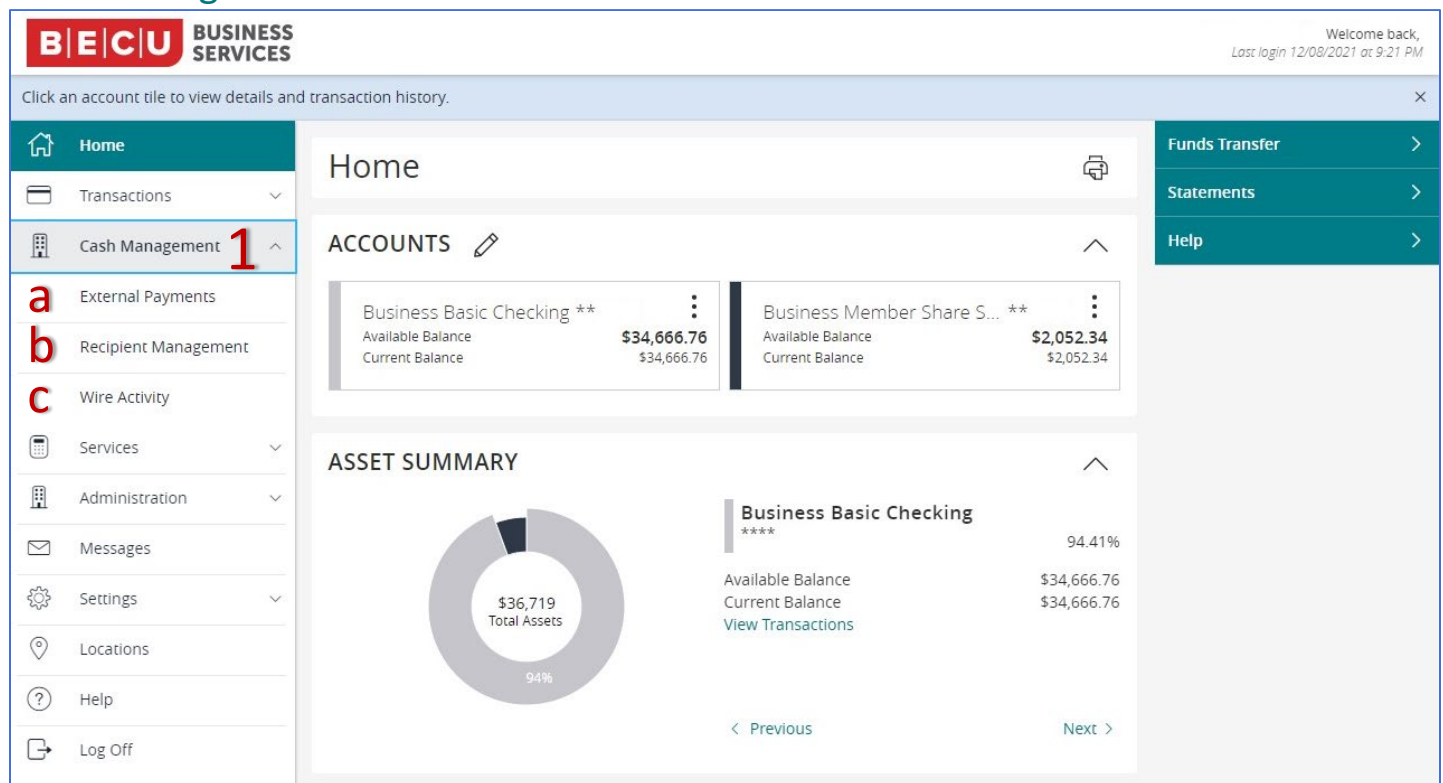 B|E|C|U BUSINESS SERVICES
Welcome back,
Last login 12/08/2021 at 9:21 PM
Click an account tile to view details and transaction history.
Home
Transactions
Cash Management 1
a External Payments
b Recipient Management
c Wire Activity
Services
Administration
Messages
Settings
Locations
Help
Log Off
Home
ACCOUNTS
Business Basic Checking **
Available Balance $34,666.76
Current Balance $34,666.76
Business Member Share S... **
Available Balance $2,052.34
Current Balance $2,052.34
ASSET SUMMARY
$36,719
Total Assets
94%
Business Basic Checking
****
94.41%
Available Balance $34,666.76
Current Balance $34,666.76
View Transactions
< Previous Next >
Funds Transfer
Statements
Help